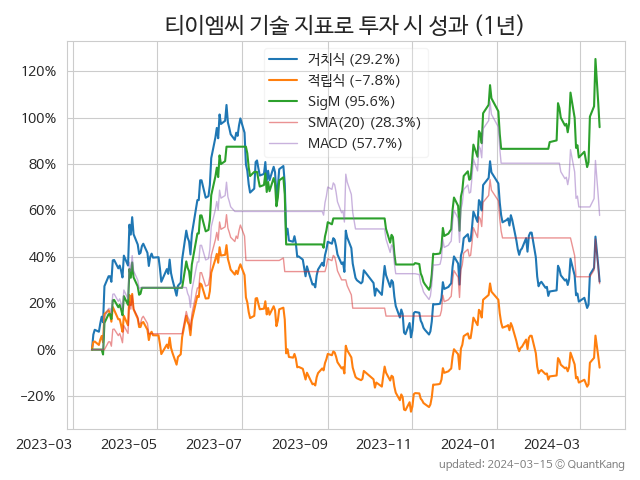 티이엠씨 기술 지표로 투자 시 성과 (1년)
거치식 (29.2%)
적립식 (-7.8%)
SigM (95.6%)
SMA(20) (28.3%)
MACD (57.7%)
120%
100%
80%
60%
40%
20%
0%
−20%
2023-03 2023-05 2023-07 2023-09 2023-11 2024-01 2024-03
updated: 2024-03-15 ⓒ QuantKang